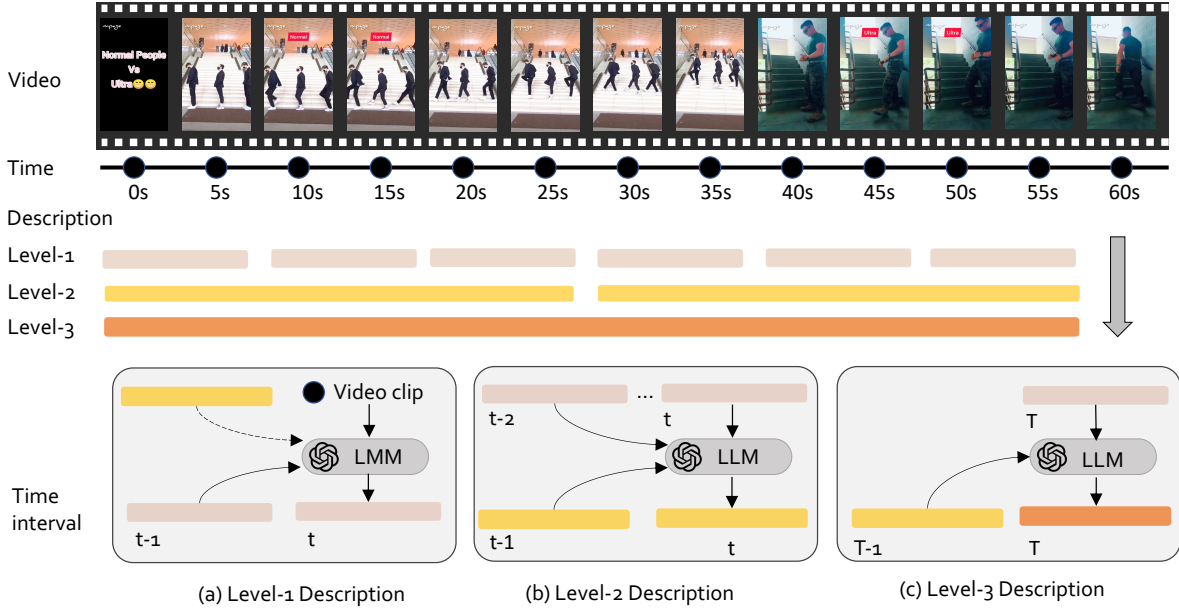 Video
Normal People
Vs
Ultra😁😁
Normal
Normal
Ultra
Ultra
Time
0s
5s
10s
15s
20s
25s
30s
35s
40s
45s
50s
55s
60s
Description
Level-1
Level-2
Level-3
Video clip
LMM
t-1
t
t-2
...
t
LLM
t-1
t
T
LLM
T-1
T
Time
interval
(a) Level-1 Description
(b) Level-2 Description
(c) Level-3 Description